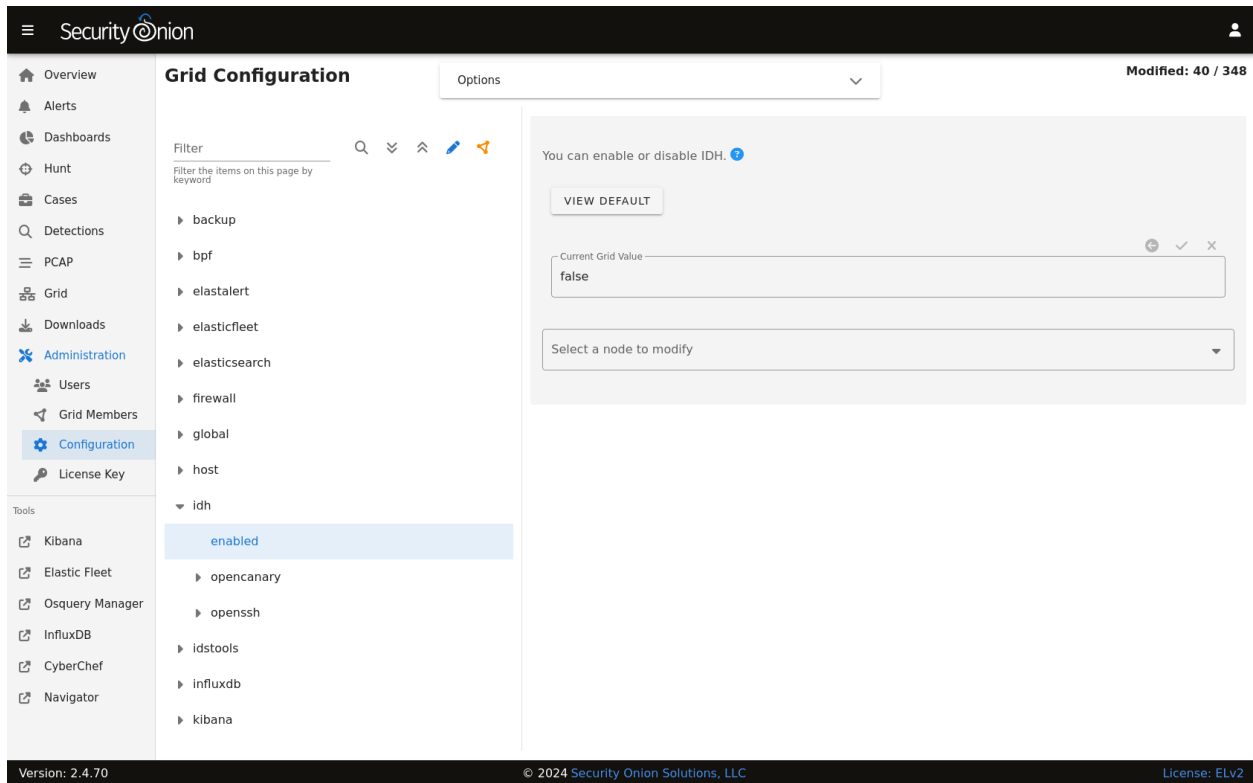 Security Onion
Overview
Alerts
Dashboards
Hunt
Cases
Detections
PCAP
Grid
Downloads
Administration
Users
Grid Members
Configuration
License Key
Tools
Kibana
Elastic Fleet
Osquery Manager
InfluxDB
CyberChef
Navigator
Grid Configuration
Options
Modified: 40 / 348
Filter
Filter the items on this page by
keyword
backup
bpf
elastalert
elasticfleet
elasticsearch
firewall
global
host
idh
enabled
opencanary
openssh
idstools
influxdb
kibana
You can enable or disable IDH. ?
VIEW DEFAULT
Current Grid Value
false
Select a node to modify
Version: 2.4.70
© 2024 Security Onion Solutions, LLC
License: ELv2